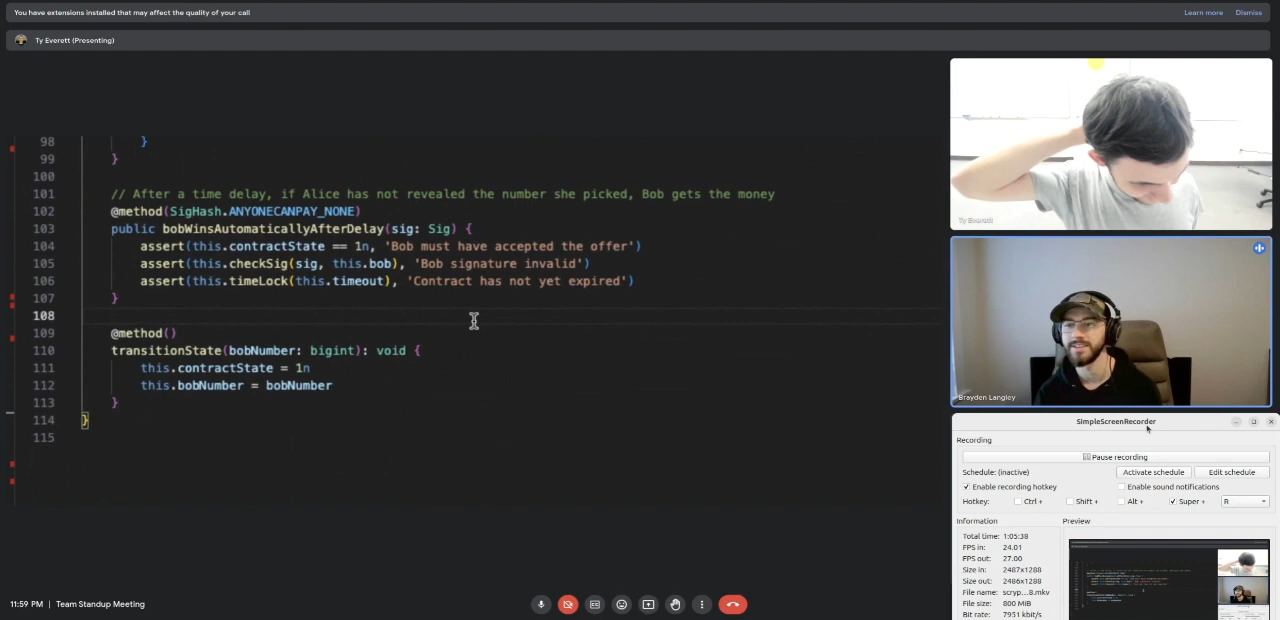 You have extensions installed that may affect the quality of your call
Learn more
Dismiss
Ty Everett (Presenting)
98 }
99 }
100
101 // After a time delay, if Alice has not revealed the number she picked, Bob gets the money
102 @method(SigHash.ANYONECANPAY_NONE)
103 public bobWinsAutomaticallyAfterDelay(sig: Sig) {
104 assert(this.contractState == 1n, 'Bob must have accepted the offer')
105 assert(this.checkSig(sig, this.bob), 'Bob signature invalid')
106 assert(this.timeLock(this.timeout), 'Contract has not yet expired')
107 }
108
109 @method()
110 transitionState(bobNumber: bigint): void {
111 this.contractState = 1n
112 this.bobNumber = bobNumber
113 }
114 }
115
Ty Everett
Brayden Langley
SimpleScreenRecorder
Recording
Pause recording
Schedule: (inactive)
Activate schedule
Edit schedule
Enable recording hotkey
Enable sound notifications
Hotkey:
Ctrl +
Shift +
Alt +
Super +
R
Information
Preview
Total time: 1:05:38
FPS in: 24.01
FPS out: 27.00
Size in: 2487x1288
Size out: 2486x1288
File name: scryp...8.mkv
File size: 800 MiB
Bit rate: 7951 kbit/s
11:59 PM | Team Standup Meeting